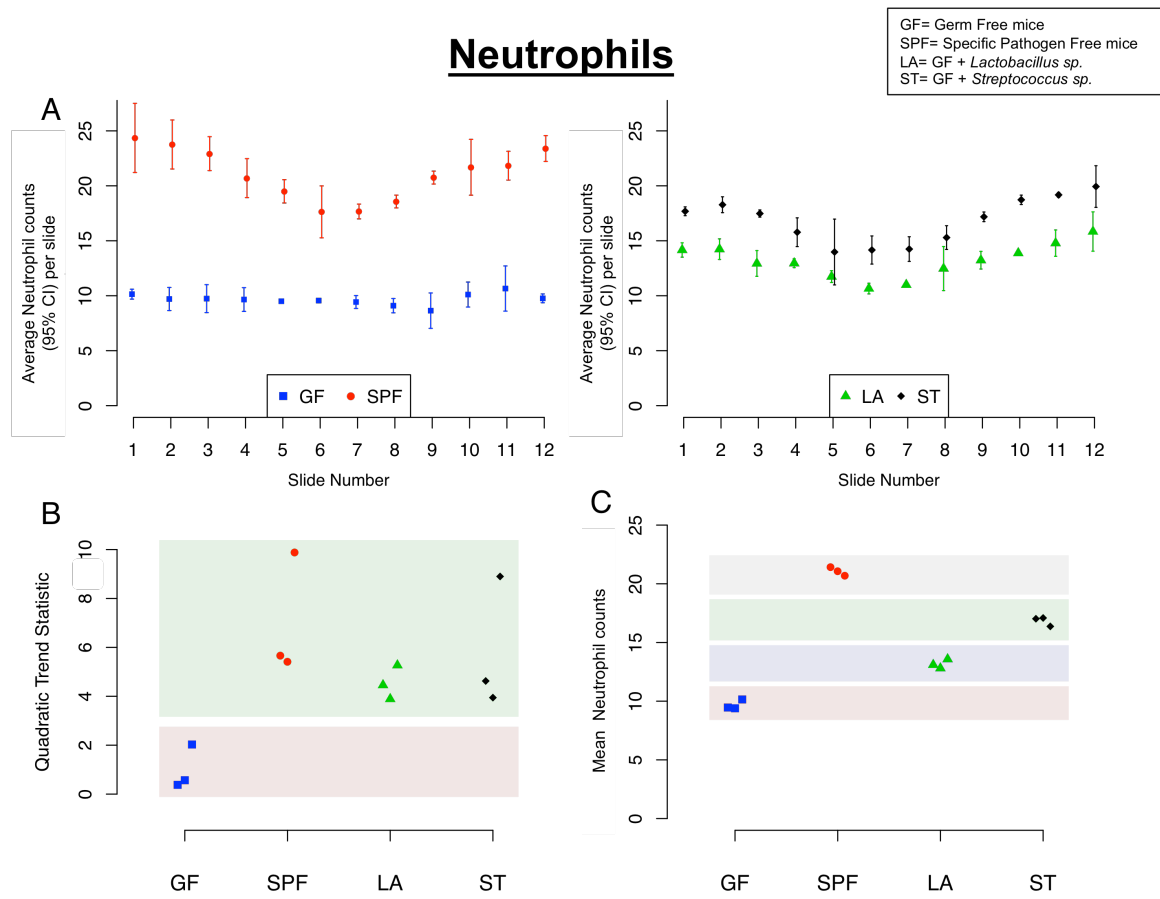 Neutrophils
GF= Germ Free mice
SPF= Specific Pathogen Free mice
LA= GF + Lactobacillus sp.
ST= GF + Streptococcus sp.
A
Average Neutrophil counts
(95% CI) per slide
0 5 10 15 20 25
GF SPF
1 2 3 4 5 6 7 8 9 10 11 12
Slide Number
Average Neutrophil counts
(95% CI) per slide
0 5 10 15 20 25
LA ST
1 2 3 4 5 6 7 8 9 10 11 12
Slide Number
B
Quadratic Trend Statistic
0 2 4 6 8 10
GF SPF LA ST
C
Mean Neutrophil counts
0 5 10 15 20 25
GF SPF LA ST